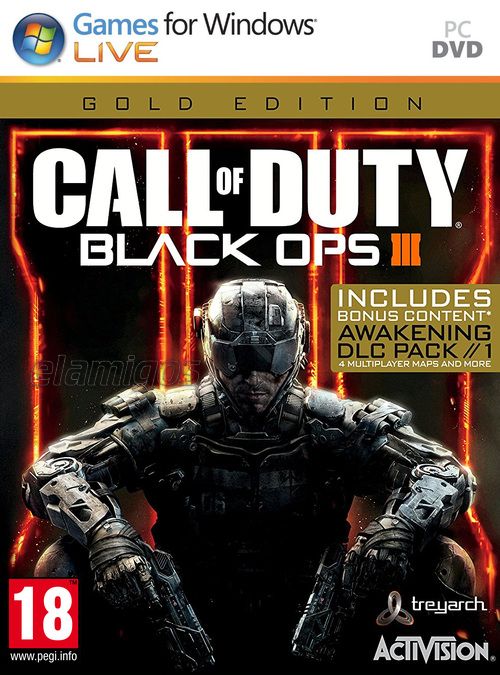 Games for Windows®
LIVE
PC
DVD
GOLD EDITION
CALL OF DUTY®
BLACK OPS III
INCLUDES
BONUS CONTENT*
AWAKENING
DLC PACK // 1
4 MULTIPLAYER MAPS AND MORE
elamigos
18
www.pegi.info
™
treyarch
ACTIVISION®